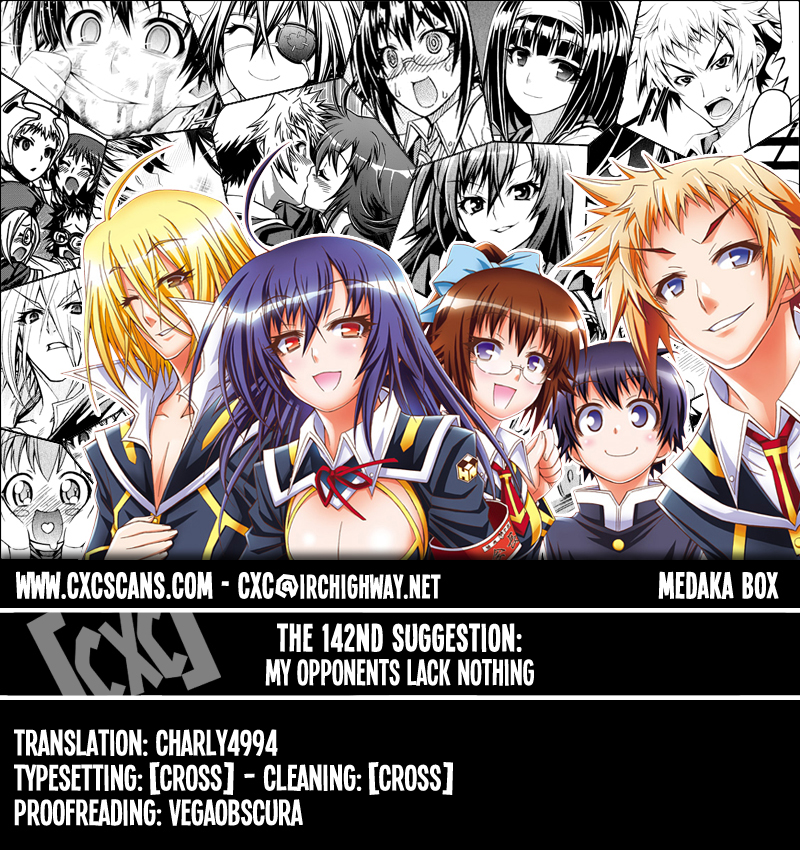 WWW.CXCSCANS.COM - CXC@IRCHIGHWAY.NET
MEDAKA BOX
[CXC]
THE 142ND SUGGESTION:
MY OPPONENTS LACK NOTHING
TRANSLATION: CHARLY4994
TYPESETTING: [CROSS] - CLEANING: [CROSS]
PROOFREADING: VEGAOBSCURA